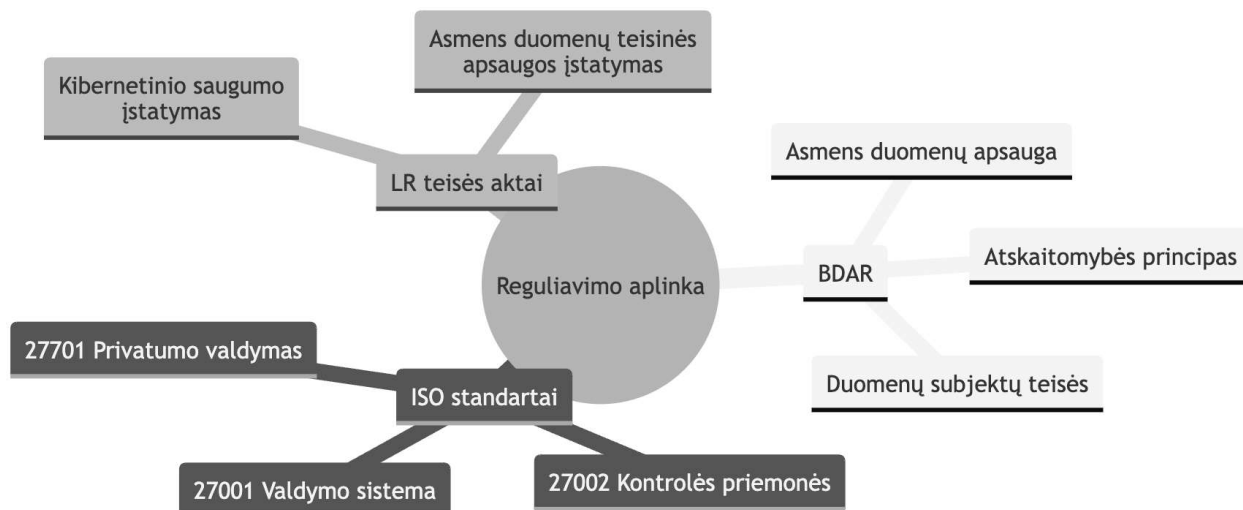 Asmens duomenų teisinės
apsaugos įstatymas
Kibernetinio saugumo
įstatymas
LR teisės aktai
Asmens duomenų apsauga
Atskaitomybės principas
BDAR
Reguliavimo aplinka
Duomenų subjektų teisės
27701 Privatumo valdymas
ISO standartai
27001 Valdymo sistema
27002 Kontrolės priemonės